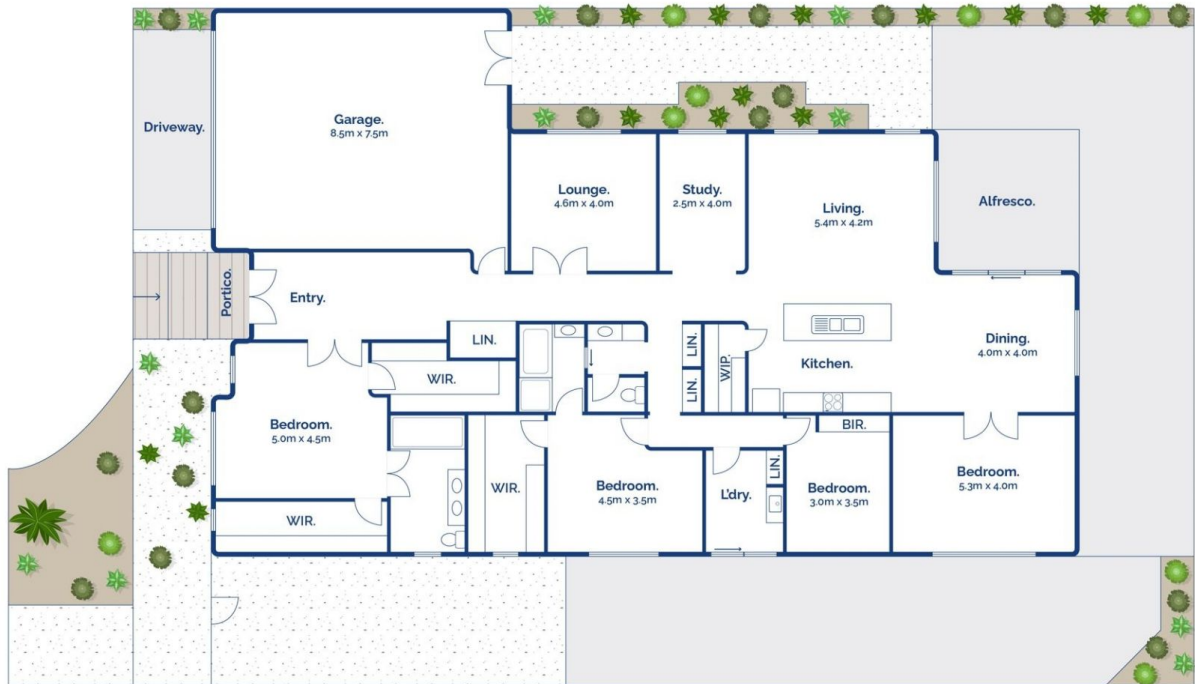 Driveway.
Garage.
8.5m x 7.5m
Lounge.
4.6m x 4.0m
Study.
2.5m x 4.0m
Living.
5.4m x 4.2m
Alfresco.
Portico.
Entry.
LIN.
LIN.
LIN.
WIP.
Kitchen.
Dining.
4.0m x 4.0m
WIR.
Bedroom.
5.0m x 4.5m
WIR.
WIR.
Bedroom.
4.5m x 3.5m
L'dry.
LIN.
BIR.
Bedroom.
3.0m x 3.5m
Bedroom.
5.3m x 4.0m